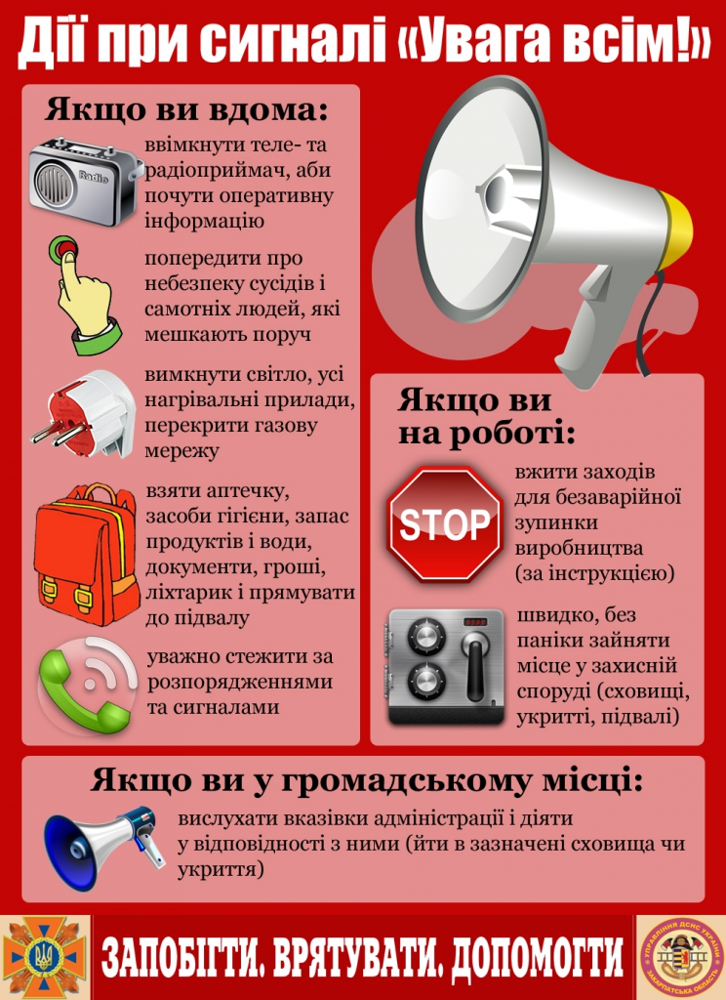 Дії при сигналі «Увага всім!»
Якщо ви вдома:
Radio
ввімкнути теле- та
радіоприймач, аби
почути оперативну
інформацію
попередити про
небезпеку сусідів і
самотніх людей, які
мешкають поруч
вимкнути світло, усі
нагрівальні прилади,
перекрити газову
мережу
взяти аптечку,
засоби гігієни, запас
продуктів і води,
документи, гроші,
ліхтарик і прямувати
до підвалу
уважно стежити за
розпорядженнями
та сигналами
Якщо ви
на роботі:
STOP
вжити заходів
для безаварійної
зупинки
виробництва
(за інструкцією)
швидко, без
паніки зайняти
місце у захисній
споруді (сховищі,
укритті, підвалі)
Якщо ви у громадському місці:
вислухати вказівки адміністрації і діяти
у відповідності з ними (йти в зазначені сховища чи
укриття)
ЗАПОБІГТИ. ВРЯТУВАТИ. ДОПОМОГТИ
УПРАВЛІННЯ ДСНС УКРАЇНИ
ЗАКАРПАТСЬКА ОБЛАСТЬ